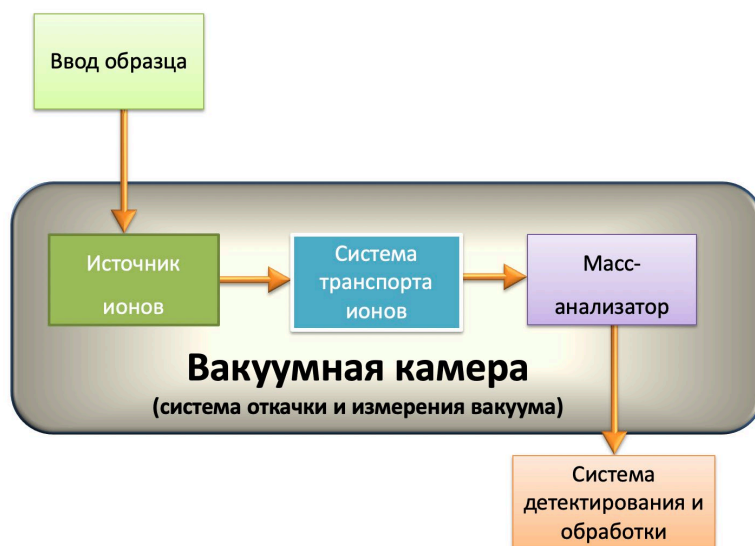 Ввод образца
Источник
ионов
Система
транспорта
ионов
Масс-
анализатор
Вакуумная камера
(система откачки и измерения вакуума)
Система
детектирования и
обработки